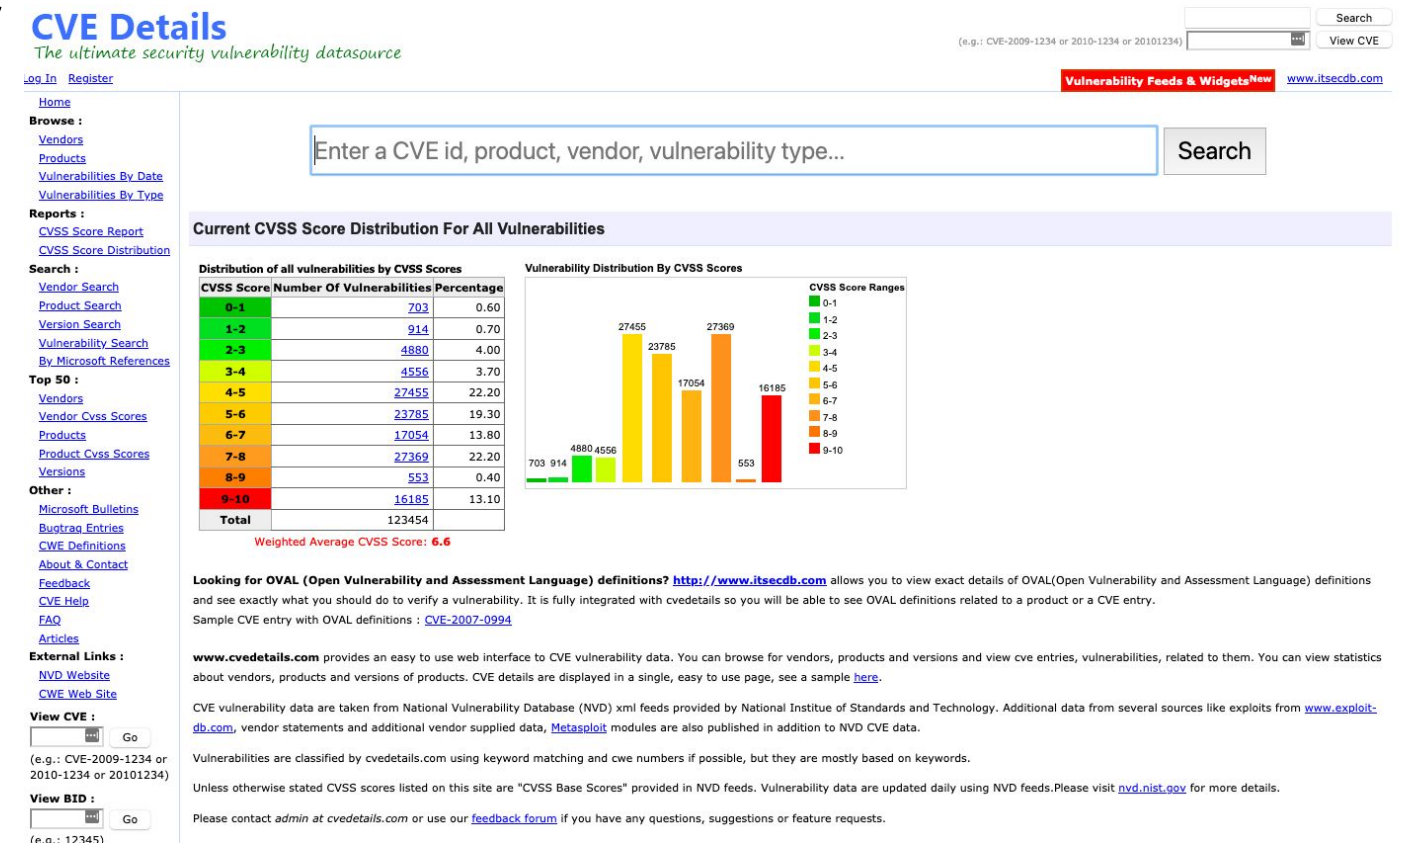 CVE Details
The ultimate security vulnerability datasource
Search
(e.g.: CVE-2009-1234 or 2010-1234 or 20101234)
View CVE
Log In Register
Vulnerability Feeds & WidgetsNew www.itsecdb.com
Home
Browse :
Vendors
Products
Vulnerabilities By Date
Vulnerabilities By Type
Reports :
CVSS Score Report
CVSS Score Distribution
Search :
Vendor Search
Product Search
Version Search
Vulnerability Search
By Microsoft References
Top 50 :
Vendors
Vendor Cvss Scores
Products
Product Cvss Scores
Versions
Other :
Microsoft Bulletins
Bugtraq Entries
CWE Definitions
About & Contact
Feedback
CVE Help
FAQ
Articles
External Links :
NVD Website
CWE Web Site
View CVE :
Go
(e.g.: CVE-2009-1234 or
2010-1234 or 20101234)
View BID :
Go
(e.g.: 12345)
Enter a CVE id, product, vendor, vulnerability type...
Search
Current CVSS Score Distribution For All Vulnerabilities
Distribution of all vulnerabilities by CVSS Scores
CVSS Score Number Of Vulnerabilities Percentage
0-1 703 0.60
1-2 914 0.70
2-3 4880 4.00
3-4 4556 3.70
4-5 27455 22.20
5-6 23785 19.30
6-7 17054 13.80
7-8 27369 22.20
8-9 553 0.40
9-10 16185 13.10
Total 123454
Weighted Average CVSS Score: 6.6
Vulnerability Distribution By CVSS Scores
703 914 4880 4556 27455 23785 17054 27369 553 16185
CVSS Score Ranges
0-1
1-2
2-3
3-4
4-5
5-6
6-7
7-8
8-9
9-10
Looking for OVAL (Open Vulnerability and Assessment Language) definitions? http://www.itsecdb.com allows you to view exact details of OVAL(Open Vulnerability and Assessment Language) definitions
and see exactly what you should do to verify a vulnerability. It is fully integrated with cvedetails so you will be able to see OVAL definitions related to a product or a CVE entry.
Sample CVE entry with OVAL definitions : CVE-2007-0994
www.cvedetails.com provides an easy to use web interface to CVE vulnerability data. You can browse for vendors, products and versions and view cve entries, vulnerabilities, related to them. You can view statistics
about vendors, products and versions of products. CVE details are displayed in a single, easy to use page, see a sample here.
CVE vulnerability data are taken from National Vulnerability Database (NVD) xml feeds provided by National Institue of Standards and Technology. Additional data from several sources like exploits from www.exploit-
db.com, vendor statements and additional vendor supplied data, Metasploit modules are also published in addition to NVD CVE data.
Vulnerabilities are classified by cvedetails.com using keyword matching and cwe numbers if possible, but they are mostly based on keywords.
Unless otherwise stated CVSS scores listed on this site are "CVSS Base Scores" provided in NVD feeds. Vulnerability data are updated daily using NVD feeds.Please visit nvd.nist.gov for more details.
Please contact admin at cvedetails.com or use our feedback forum if you have any questions, suggestions or feature requests.